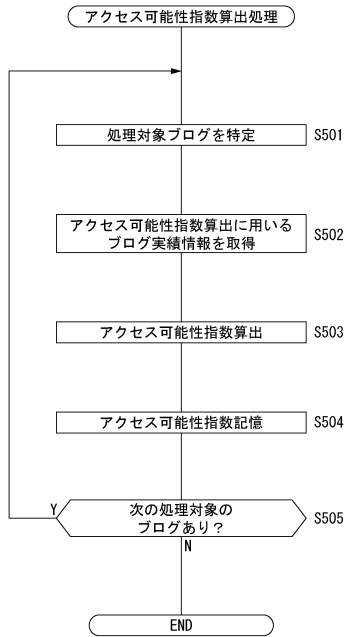 アクセス可能性指数算出処理
処理対象ブログを特定
S501
アクセス可能性指数算出に用いる
ブログ実績情報を取得
S502
アクセス可能性指数算出
S503
アクセス可能性指数記憶
S504
Y
次の処理対象の
ブログあり？
S505
N
END